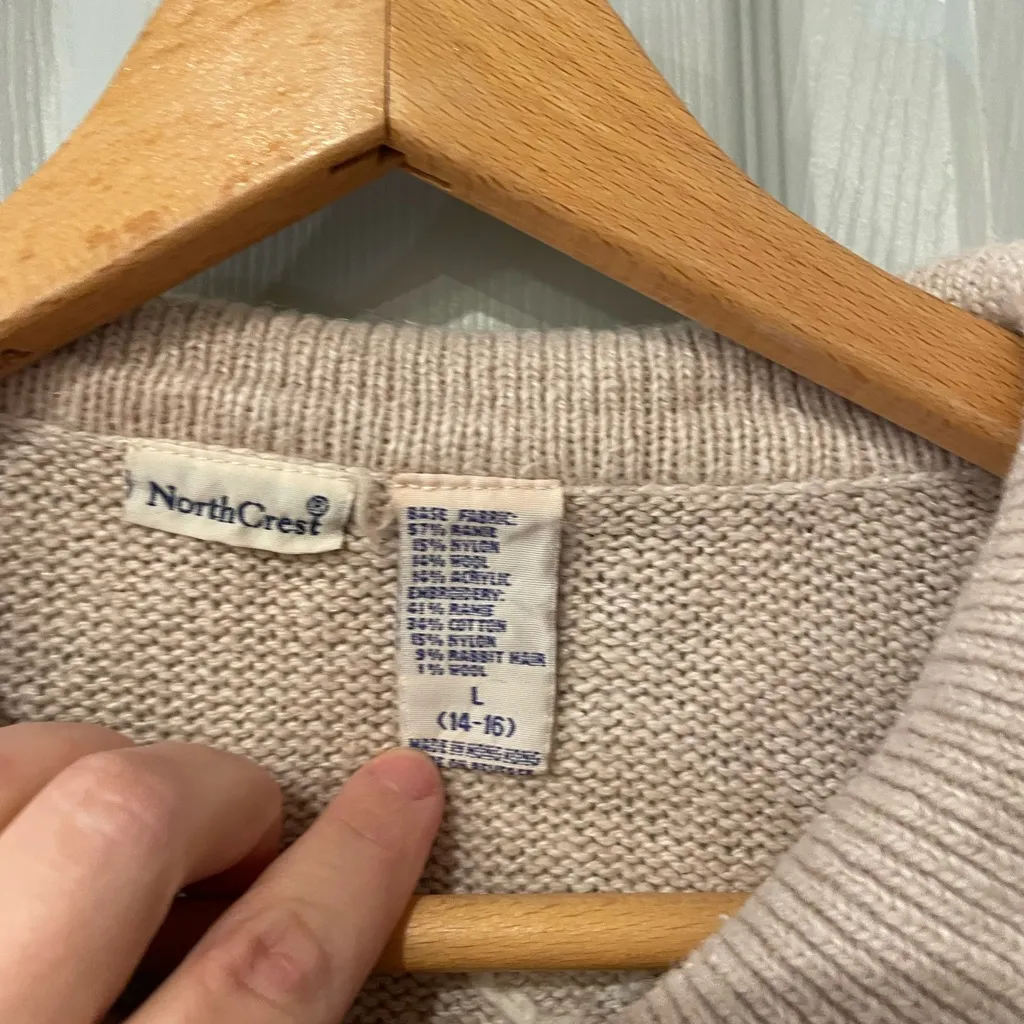 NorthCrest®
BASE FABRIC:
57% RAMIE
15% NYLON
14% WOOL
14% ACRYLIC
EMBROIDERY:
41% RAMIE
34% COTTON
15% NYLON
9% RABBIT HAIR
1% WOOL
L
(14-16)
MADE IN HONG KONG